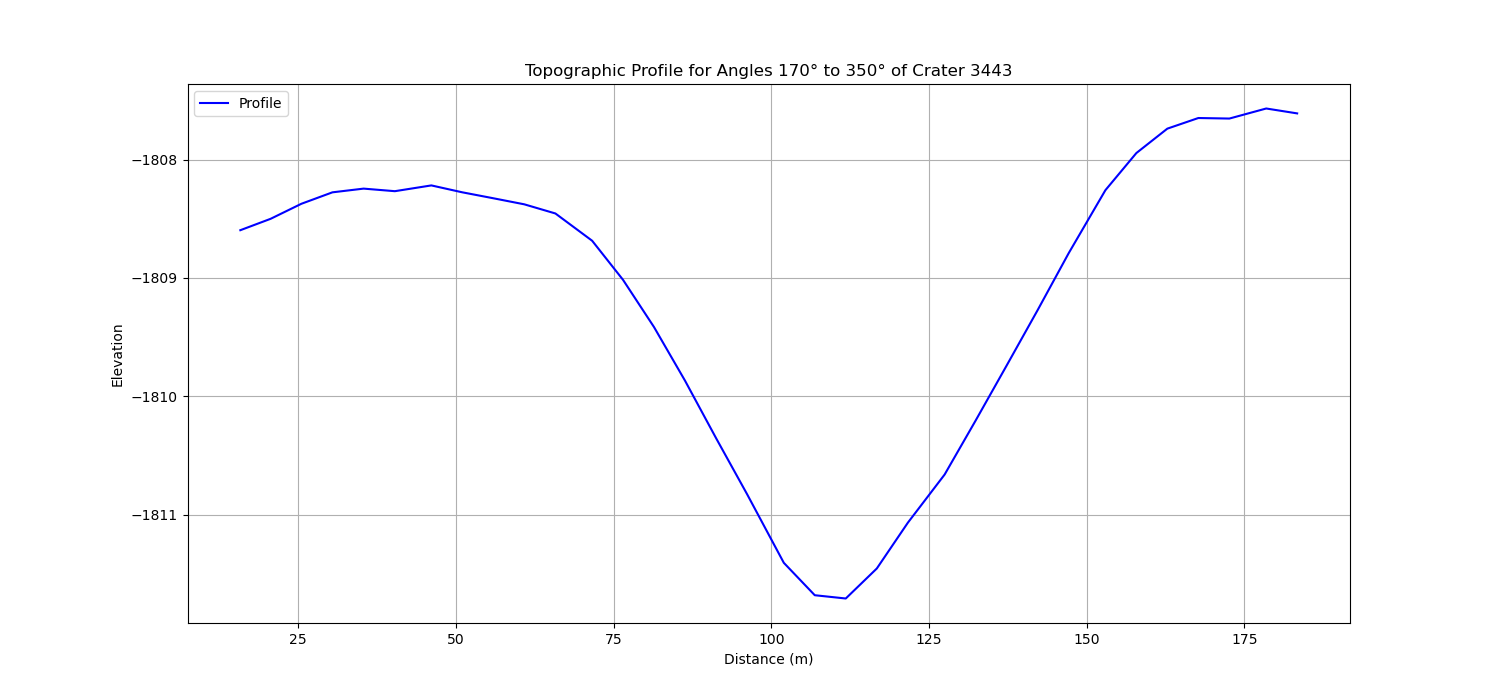 Topographic Profile for Angles 170° to 350° of Crater 3443
Profile
−1808
−1809
−1810
−1811
Elevation
25 50 75 100 125 150 175
Distance (m)